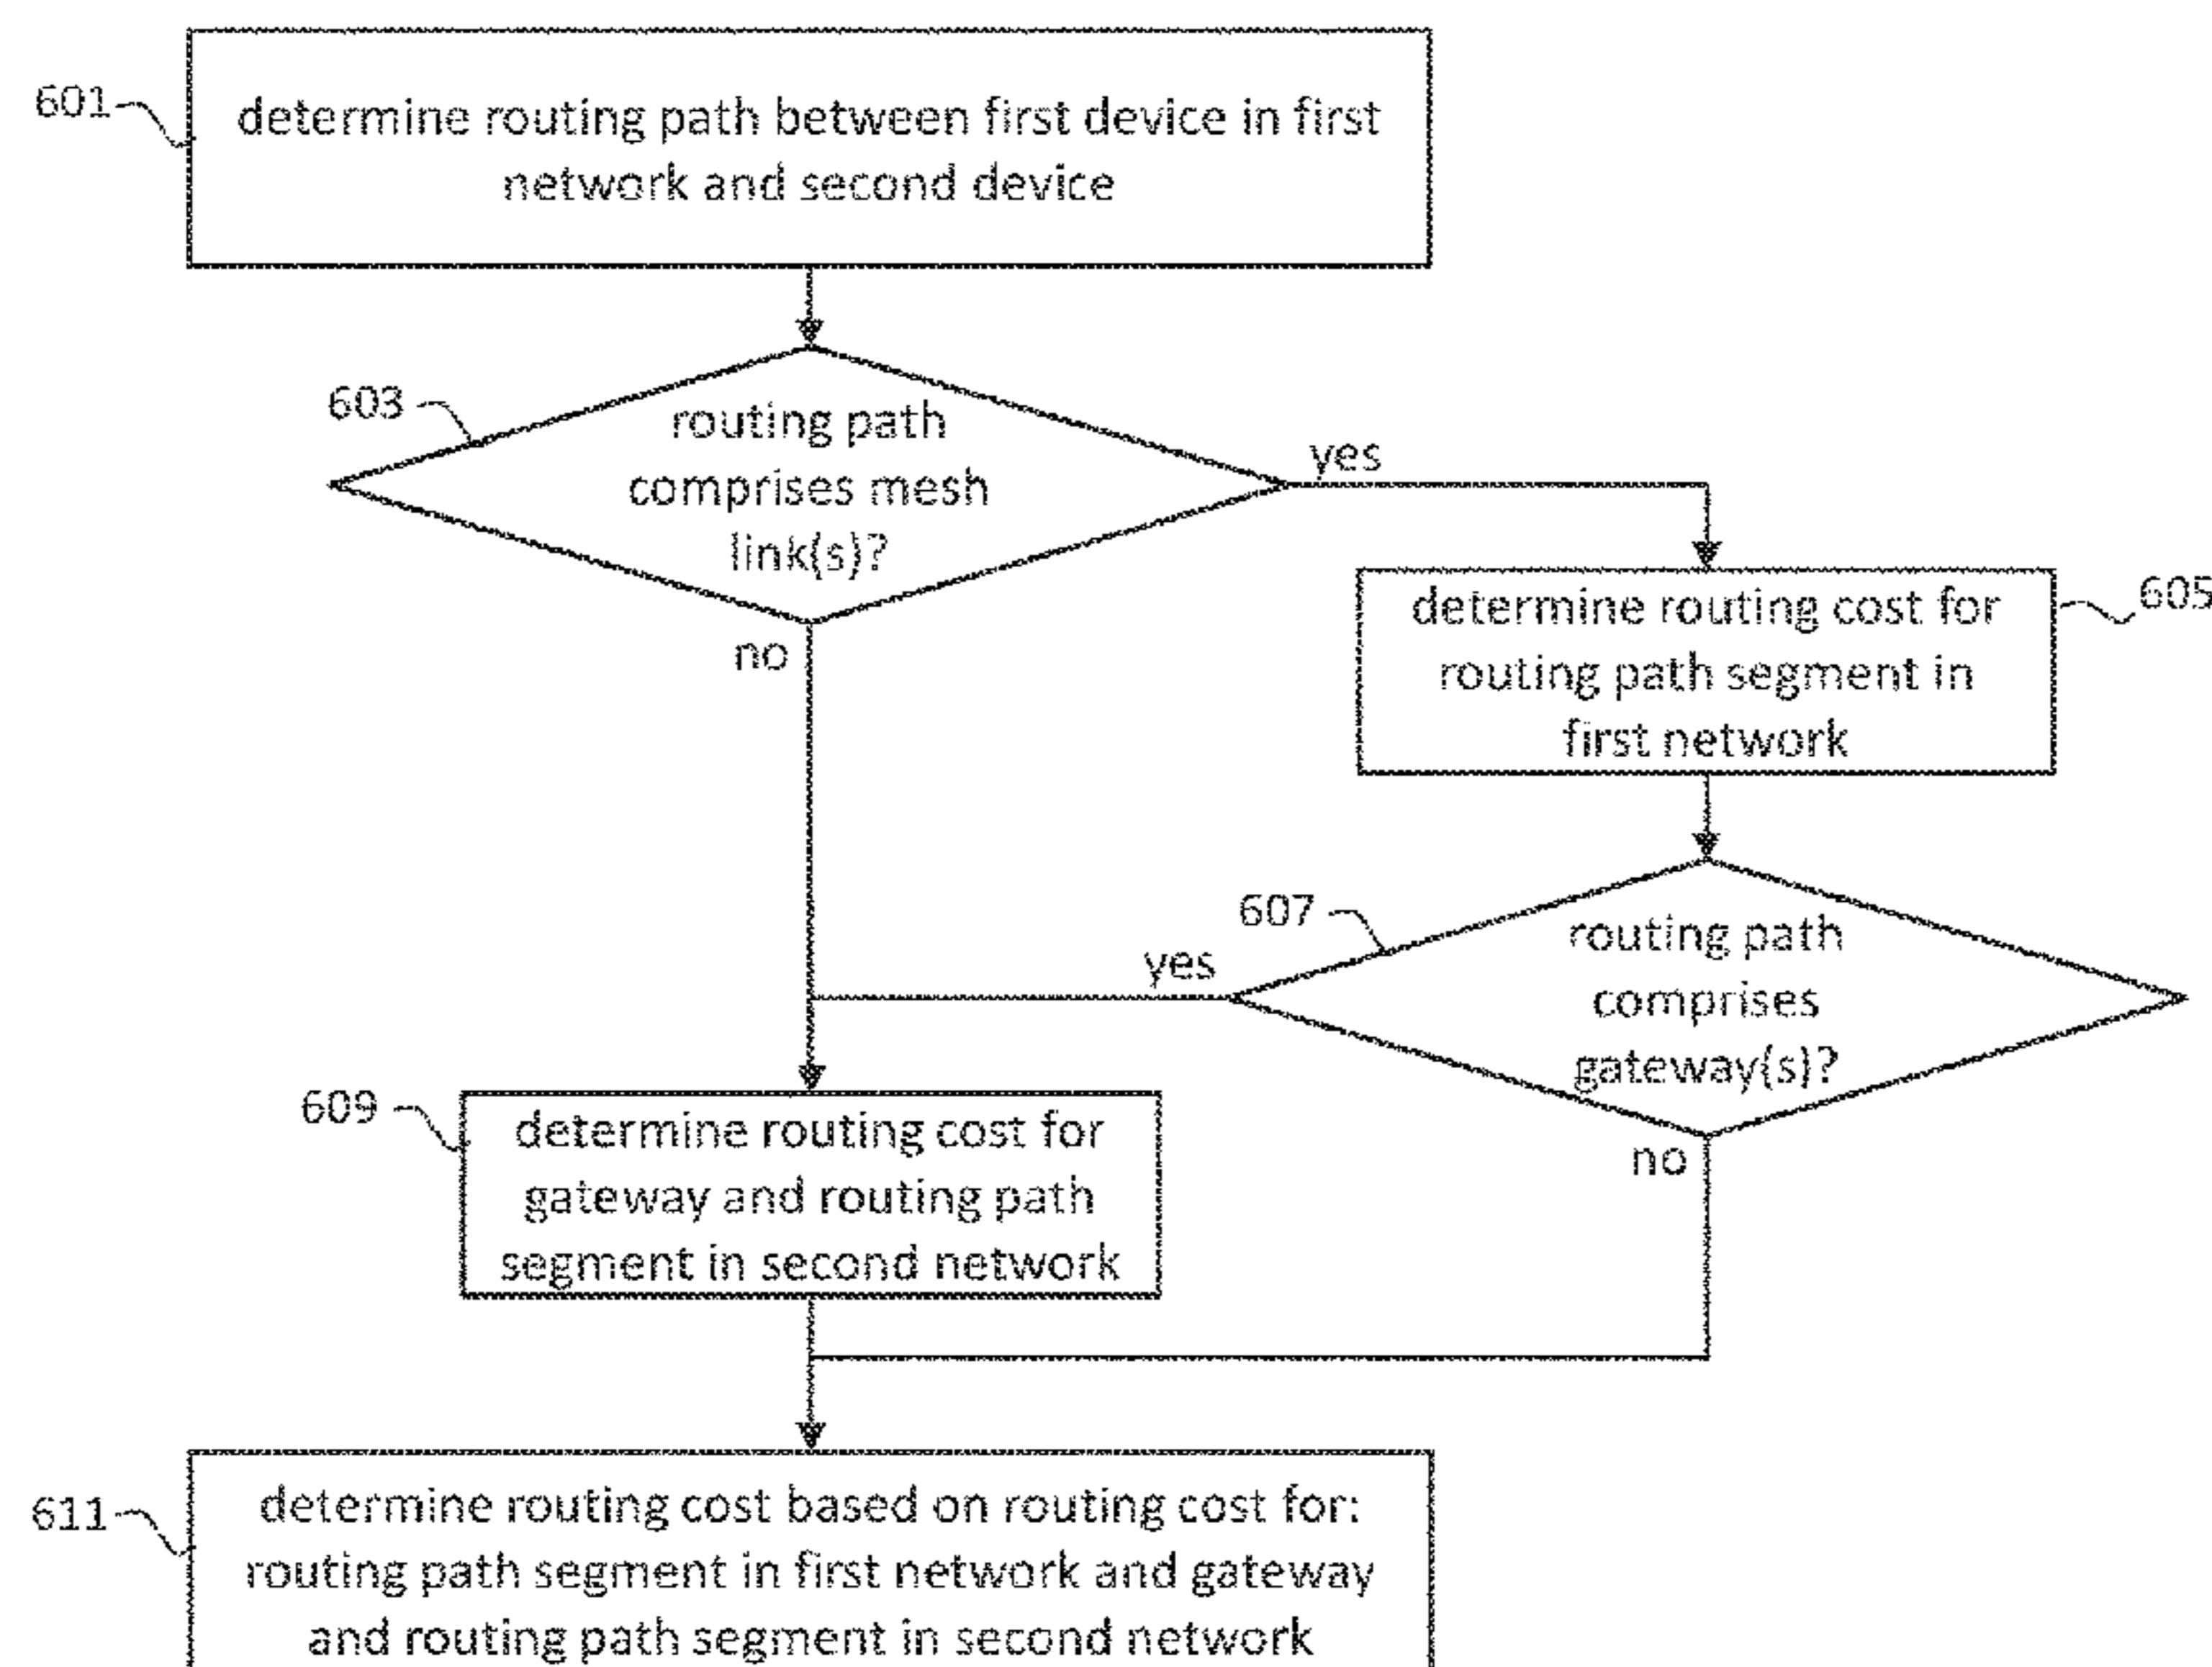 601
determine routing path between first device in first
network and second device
603
routing path
comprises mesh
link(s)?
yes
no
determine routing cost for
routing path segment in
first network
605
607
routing path
comprises
gateway(s)?
yes
no
609
determine routing cost for
gateway and routing path
segment in second network
611
determine routing cost based on routing cost for:
routing path segment in first network and gateway
and routing path segment in second network